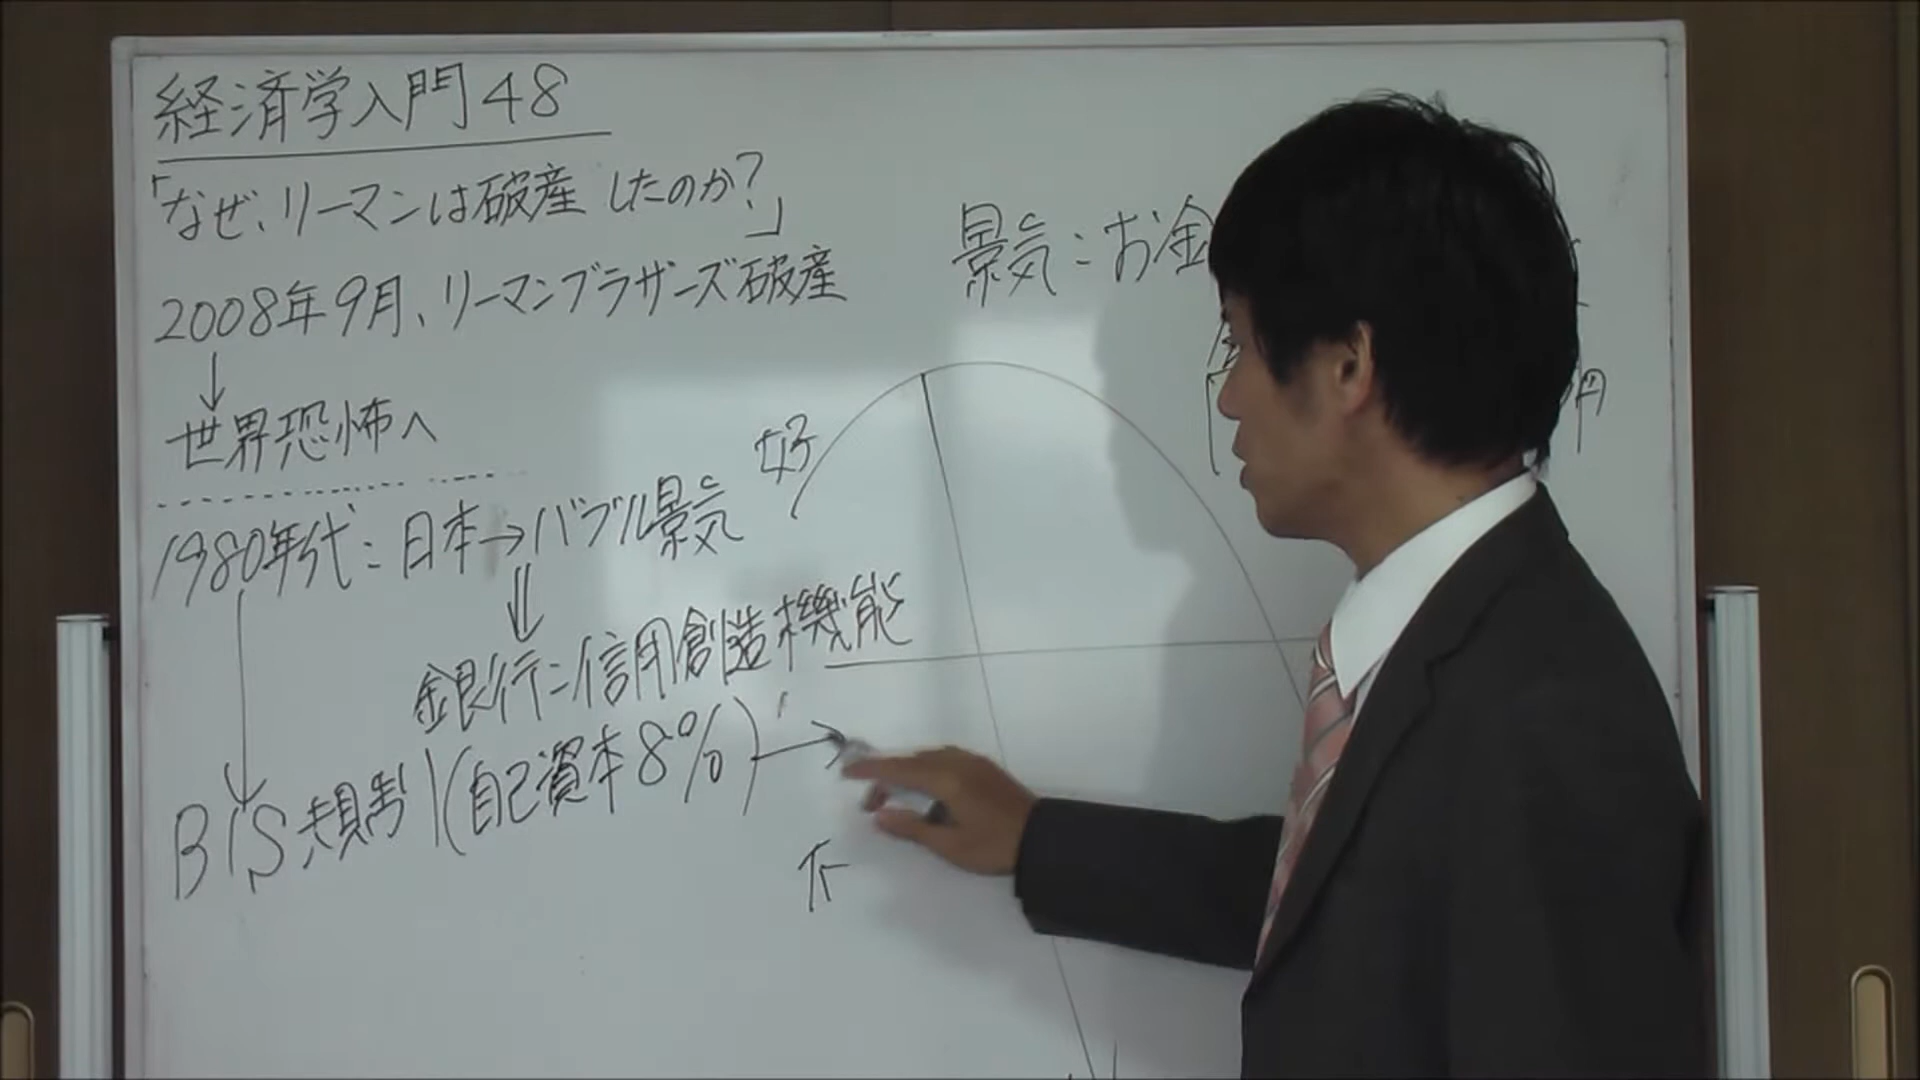 経済学入門48
「なぜ、リーマンは破産したのか?」
2008年9月、リーマンブラザーズ破産
↓
世界恐怖へ
1980年代:日本→バブル景気
⇓
銀行=信用創造機能
BIS規制(自己資本8%)→
景気:お金
好
不
円